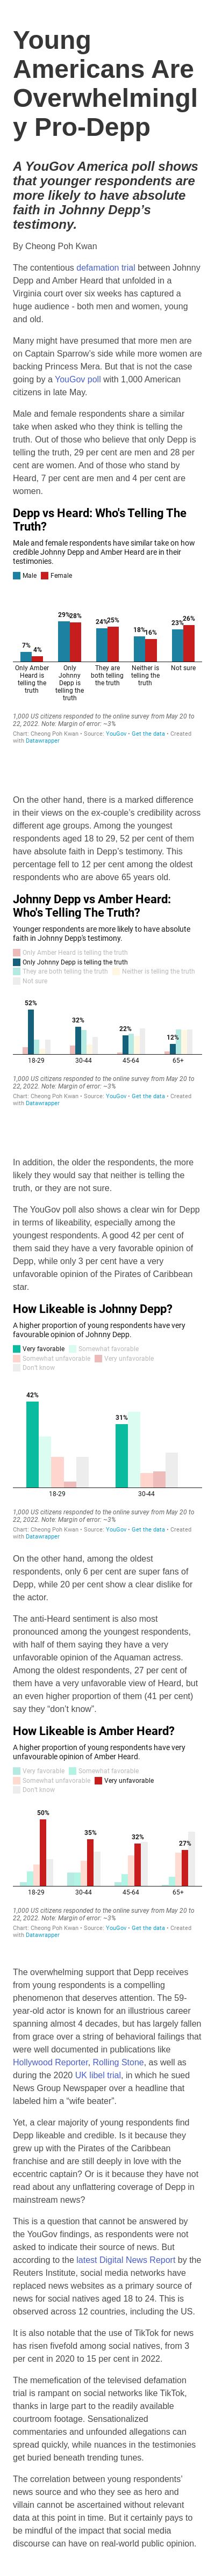 Young
Americans Are
Overwhelmingl
y Pro-Depp
A YouGov America poll shows
that younger respondents are
more likely to have absolute
faith in Johnny Depp's
testimony.
By Cheong Poh Kwan
The contentious defamation trial between Johnny
Depp and Amber Heard that unfolded in a
Virginia court over six weeks has captured a
huge audience - both men and women, young
and old.
Many might have presumed that more men are
on Captain Sparrow's side while more women are
backing Princess Mera. But that is not the case
going by a YouGov poll with 1,000 American
citizens in late May.
Male and female respondents share a similar
take when asked who they think is telling the
truth. Out of those who believe that only Depp is
telling the truth, 29 per cent are men and 28 per
cent are women. And of those who stand by
Heard, 7 per cent are men and 4 per cent are
women.
Depp vs Heard: Who's Telling The
Truth?
Male and female respondents have similar take on how
credible Johnny Depp and Amber Heard are in their
testimonies.
Male Female
7% 4% 29% 28% 24% 25% 18% 16% 23% 26%
Only Amber Heard is telling the truth
Only Johnny Depp is telling the truth
They are both telling the truth
Neither is telling the truth
Not sure
1,000 US citizens responded to the online survey from May 20 to
22, 2022. Note: Margin of error: ~3%
Chart: Cheong Poh Kwan • Source: YouGov • Get the data • Created
with Datawrapper
On the other hand, there is a marked difference
in their views on the ex-couple's credibility across
different age groups. Among the youngest
respondents aged 18 to 29, 52 per cent of them
have absolute faith in Depp's testimony. This
percentage fell to 12 per cent among the oldest
respondents who are above 65 years old.
Johnny Depp vs Amber Heard:
Who's Telling The Truth?
Younger respondents are more likely to have absolute
faith in Johnny Depp's testimony.
Only Amber Heard is telling the truth
Only Johnny Depp is telling the truth
They are both telling the truth Neither is telling the truth
Not sure
52% 32% 22% 12%
18-29 30-44 45-64 65+
1,000 US citizens responded to the online survey from May 20 to
22, 2022. Note: Margin of error: ~3%
Chart: Cheong Poh Kwan • Source: YouGov • Get the data • Created
with Datawrapper
In addition, the older the respondents, the more
likely they would say that neither is telling the
truth, or they are not sure.
The YouGov poll also shows a clear win for Depp
in terms of likeability, especially among the
youngest respondents. A good 42 per cent of
them said they have a very favorable opinion of
Depp, while only 3 per cent have a very
unfavorable opinion of the Pirates of Caribbean
star.
How Likeable is Johnny Depp?
A higher proportion of young respondents have very
favourable opinion of Johnny Depp.
Very favorable Somewhat favorable
Somewhat unfavorable Very unfavorable
Don't know
42% 31%
18-29 30-44
1,000 US citizens responded to the online survey from May 20 to
22, 2022. Note: Margin of error: ~3%
Chart: Cheong Poh Kwan • Source: YouGov • Get the data • Created
with Datawrapper
On the other hand, among the oldest
respondents, only 6 per cent are super fans of
Depp, while 20 per cent show a clear dislike for
the actor.
The anti-Heard sentiment is also most
pronounced among the youngest respondents,
with half of them saying they have a very
unfavorable opinion of the Aquaman actress.
Among the oldest respondents, 27 per cent of
them have a very unfavorable view of Heard, but
an even higher proportion of them (41 per cent)
say they "don't know".
How Likeable is Amber Heard?
A higher proportion of young respondents have very
unfavourable opinion of Amber Heard.
Very favorable Somewhat favorable
Somewhat unfavorable Very unfavorable
Don't know
50% 35% 32% 27%
18-29 30-44 45-64 65+
1,000 US citizens responded to the online survey from May 20 to
22, 2022. Note: Margin of error: ~3%
Chart: Cheong Poh Kwan • Source: YouGov • Get the data • Created
with Datawrapper
The overwhelming support that Depp receives
from young respondents is a compelling
phenomenon that deserves attention. The 59-
year-old actor is known for an illustrious career
spanning almost 4 decades, but has largely fallen
from grace over a string of behavioral failings that
were well documented in publications like
Hollywood Reporter, Rolling Stone, as well as
during the 2020 UK libel trial, in which he sued
News Group Newspaper over a headline that
labeled him a "wife beater".
Yet, a clear majority of young respondents find
Depp likeable and credible. Is it because they
grew up with the Pirates of the Caribbean
franchise and are still deeply in love with the
eccentric captain? Or is it because they have not
read about any unflattering coverage of Depp in
mainstream news?
This is a question that cannot be answered by
the YouGov findings, as respondents were not
asked to indicate their source of news. But
according to the latest Digital News Report by the
Reuters Institute, social media networks have
replaced news websites as a primary source of
news for social natives aged 18 to 24. This is
observed across 12 countries, including the US.
It is also notable that the use of TikTok for news
has risen fivefold among social natives, from 3
per cent in 2020 to 15 per cent in 2022.
The memefication of the televised defamation
trial is rampant on social networks like TikTok,
thanks in large part to the readily available
courtroom footage. Sensationalized
commentaries and unfounded allegations can
spread quickly, while nuances in the testimonies
get buried beneath trending tunes.
The correlation between young respondents'
news source and who they see as hero and
villain cannot be ascertained without relevant
data at this point in time. But it certainly pays to
be mindful of the impact that social media
discourse can have on real-world public opinion.